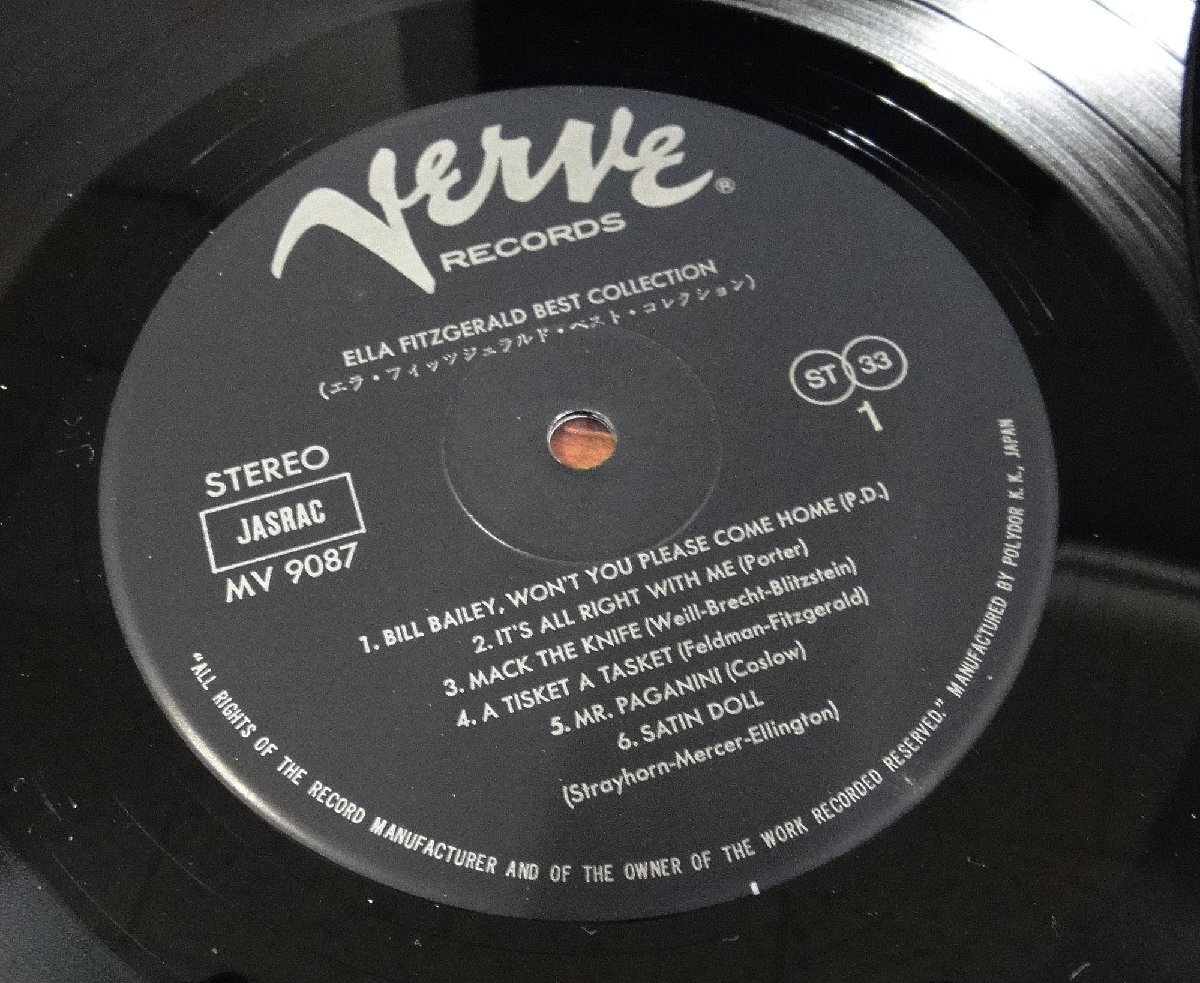 Verve ®
RECORDS
ELLA FITZGERALD BEST COLLECTION
(エラ・フィッツジェラルド・ベスト・コレクション)
ST 33
1
STEREO
JASRAC
MV 9087
1. BILL BAILEY, WON'T YOU PLEASE COME HOME (P.D.)
2. IT'S ALL RIGHT WITH ME (Porter)
3. MACK THE KNIFE (Weill-Brecht-Blitzstein)
4. A TISKET A TASKET (Feldman-Fitzgerald)
5. MR. PAGANINI (Coslow)
6. SATIN DOLL
(Strayhorn-Mercer-Ellington)
"ALL RIGHTS OF THE RECORD MANUFACTURER AND OF THE OWNER OF THE WORK RECORDED RESERVED." MANUFACTURED BY POLYDOR K. K., JAPAN